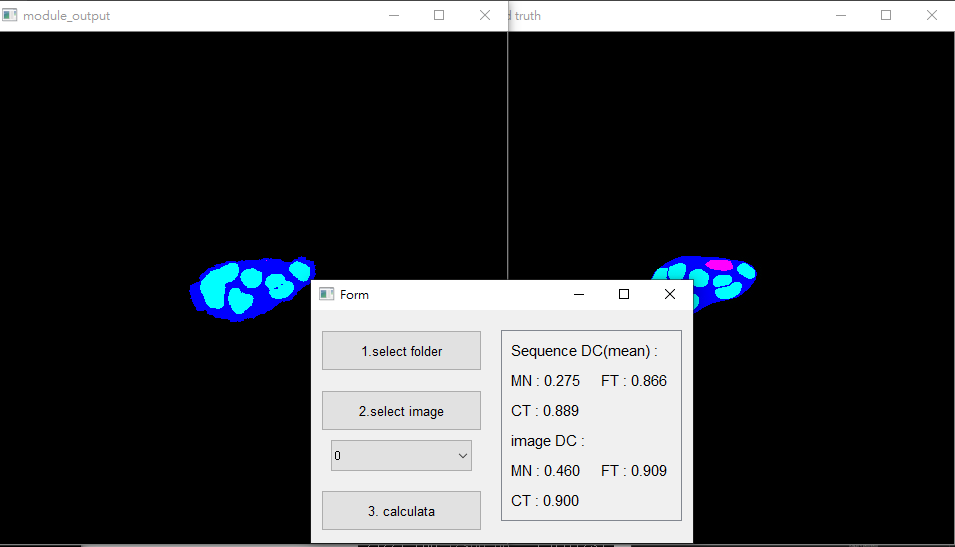 module_output
d truth
Form
1.select folder
2.select image
0
3. calculata
Sequence DC(mean) :
MN : 0.275 FT : 0.866
CT : 0.889
image DC :
MN : 0.460 FT : 0.909
CT : 0.900